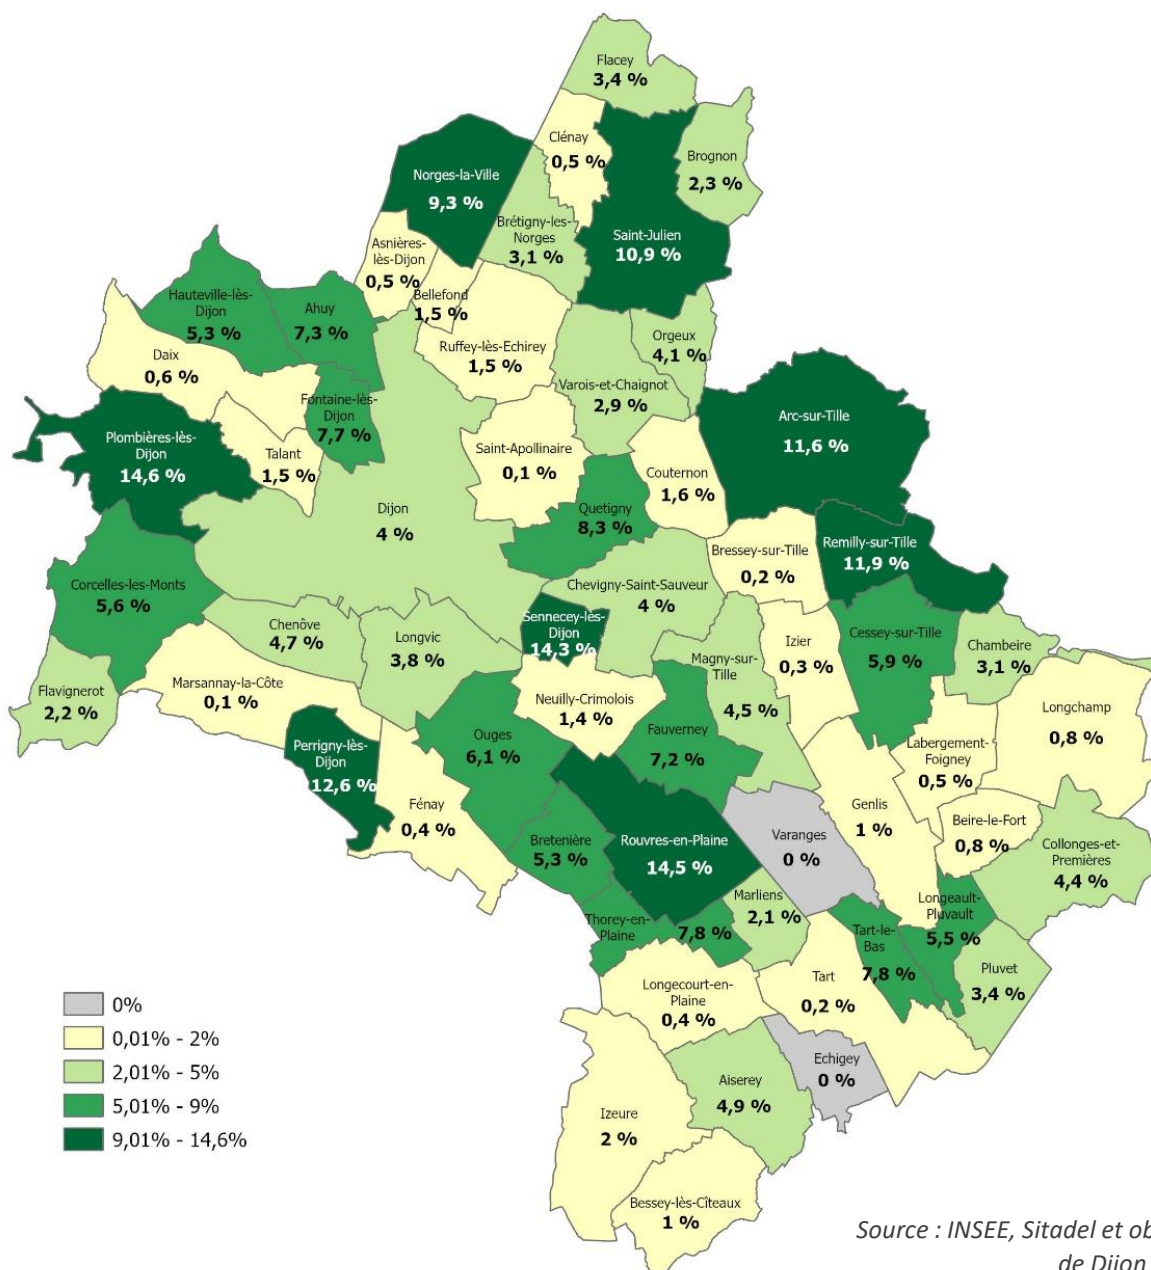 Flacey
3,4 %
Clénay
0,5 %
Brognon
2,3 %
Norges-la-Ville
9,3 %
Brétigny-les-
Norges
3,1 %
Saint-Julien
10,9 %
Asnières-
lès-Dijon
0,5 %
Bellefond
1,5 %
Hauteville-lès-
Dijon
5,3 %
Ahuy
7,3 %
Ruffey-lès-Echirey
1,5 %
Orgeux
4,1 %
Daix
0,6 %
Varois-et-Chaignot
2,9 %
Fontaine-lès-
Dijon
7,7 %
Arc-sur-Tille
11,6 %
Plombières-lès-
Dijon
14,6 %
Talant
1,5 %
Saint-Apollinaire
0,1 %
Couternon
1,6 %
Dijon
4 %
Quetigny
8,3 %
Bressey-sur-Tille
0,2 %
Remilly-sur-Tille
11,9 %
Corcelles-les-Monts
5,6 %
Chevigny-Saint-Sauveur
4 %
Chenôve
4,7 %
Longvic
3,8 %
Sennecey-lès-
Dijon
14,3 %
Izier
0,3 %
Cessey-sur-Tille
5,9 %
Chambeire
3,1 %
Magny-sur-
Tille
4,5 %
Flavignerot
2,2 %
Marsannay-la-Côte
0,1 %
Neuilly-Crimolois
1,4 %
Longchamp
0,8 %
Perrigny-lès-
Dijon
12,6 %
Ouges
6,1 %
Fauverney
7,2 %
Labergement-
Foigney
0,5 %
Fénay
0,4 %
Genlis
1 %
Beire-le-Fort
0,8 %
Bretenière
5,3 %
Rouvres-en-Plaine
14,5 %
Varanges
0 %
Collonges-et-
Premières
4,4 %
Marliens
2,1 %
Longeault-
Pluvault
5,5 %
Thorey-en-
Plaine
7,8 %
Tart-le-
Bas
7,8 %
Pluvet
3,4 %
Longecourt-en-
Plaine
0,4 %
Tart
0,2 %
Echigey
0 %
Aiserey
4,9 %
Izeure
2 %
Bessey-lès-Cîteaux
1 %
0%
0,01% - 2%
2,01% - 5%
5,01% - 9%
9,01% - 14,6%
Source : INSEE, Sitadel et ob
de Dijon